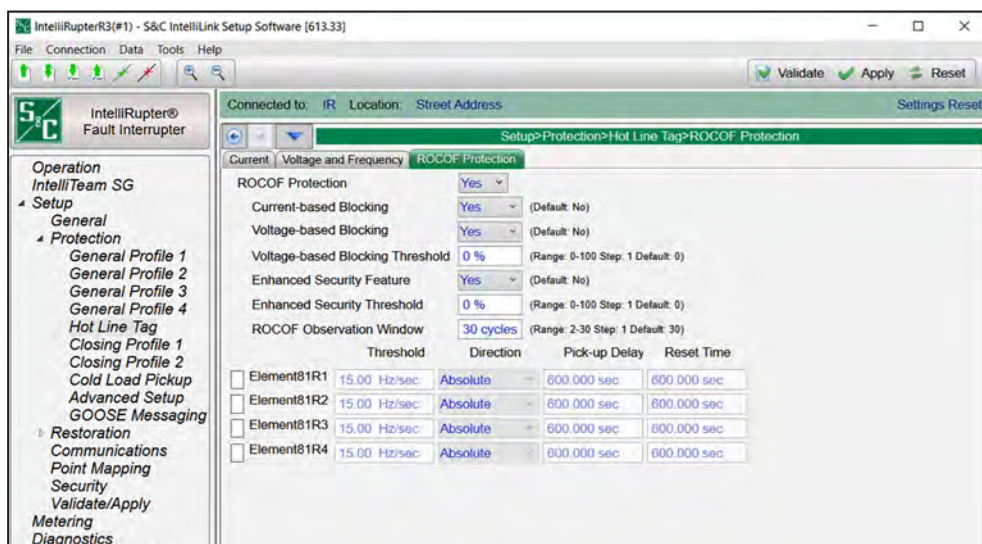 IntelliRupterR3(#1) - S&C IntelliLink Setup Software [613.33]
File Connection Data Tools Help
Validate Apply Reset
S&C
IntelliRupter®
Fault Interrupter
Connected to: IR Location: Street Address Settings Reset
Setup>Protection>Hot Line Tag>ROCOF Protection
Operation
IntelliTeam SG
Setup
General
Protection
General Profile 1
General Profile 2
General Profile 3
General Profile 4
Hot Line Tag
Closing Profile 1
Closing Profile 2
Cold Load Pickup
Advanced Setup
GOOSE Messaging
Restoration
Communications
Point Mapping
Security
Validate/Apply
Metering
Diagnostics
Current Voltage and Frequency ROCOF Protection
ROCOF Protection Yes
Current-based Blocking Yes (Default: No)
Voltage-based Blocking Yes (Default: No)
Voltage-based Blocking Threshold 0 % (Range: 0-100 Step: 1 Default: 0)
Enhanced Security Feature Yes (Default: No)
Enhanced Security Threshold 0 % (Range: 0-100 Step: 1 Default: 0)
ROCOF Observation Window 30 cycles (Range: 2-30 Step: 1 Default: 30)
Threshold Direction Pick-up Delay Reset Time
Element81R1 15.00 Hz/sec Absolute 600.000 sec 600.000 sec
Element81R2 15.00 Hz/sec Absolute 600.000 sec 600.000 sec
Element81R3 15.00 Hz/sec Absolute 600.000 sec 600.000 sec
Element81R4 15.00 Hz/sec Absolute 600.000 sec 600.000 sec